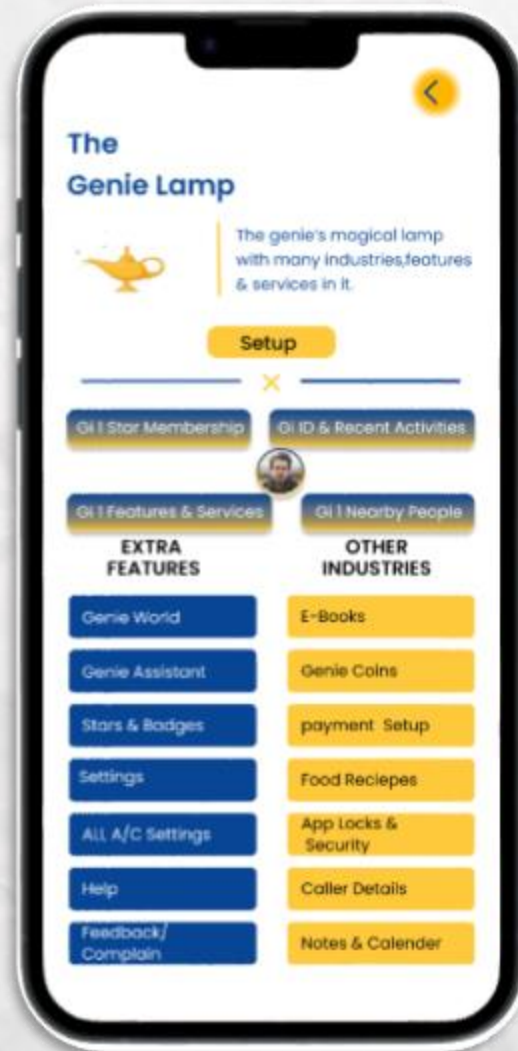 The
Genie Lamp
The genie's mogical lamp
with many industries,features
& services in it.
Setup
Gi 1 Star Membership
Gi ID & Recent Activities
Gi 1 Features & Services
Gi 1 Nearby People
EXTRA
FEATURES
OTHER
INDUSTRIES
Genie World
E-Books
Genie Assistant
Genie Coins
Stars & Badges
payment Setup
Settings
Food Reciepes
ALL A/C Settings
App Locks &
Security
Help
Caller Details
Feedback/
Complain
Notes & Calender